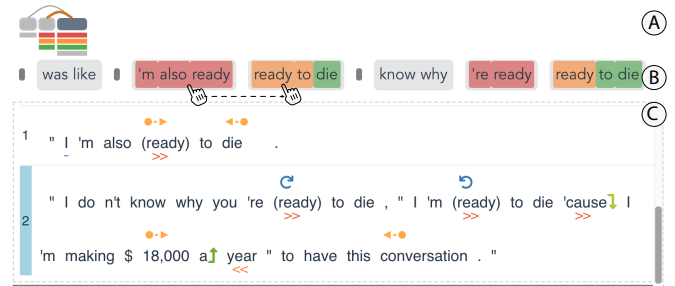 A
was like 'm also ready ready to die know why 're ready ready to die B
C
1 " I 'm also (ready) to die .
>>
2 " I do n't know why you 're (ready) to die , " I 'm (ready) to die 'cause I
>> >> >>
'm making $ 18,000 a year " to have this conversation . "
<<